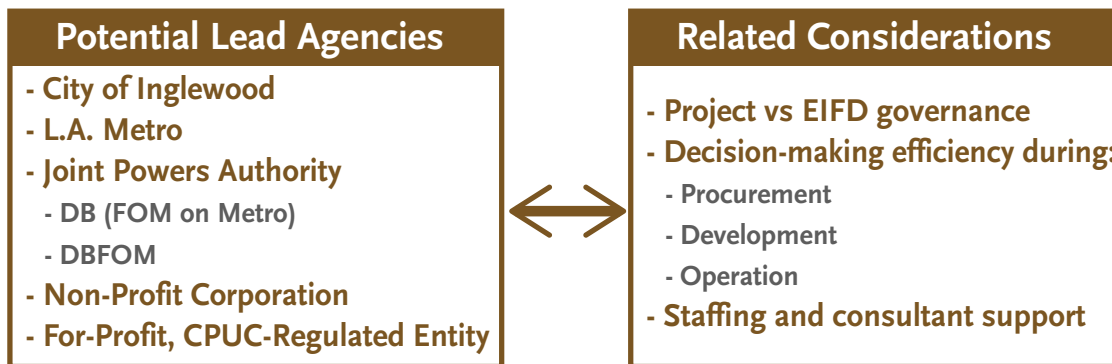 Potential Lead Agencies
- City of Inglewood
- L.A. Metro
- Joint Powers Authority
- DB (FOM on Metro)
- DBFOM
- Non-Profit Corporation
- For-Profit, CPUC-Regulated Entity
Related Considerations
- Project vs EIFD governance
- Decision-making efficiency during:
- Procurement
- Development
- Operation
- Staffing and consultant support